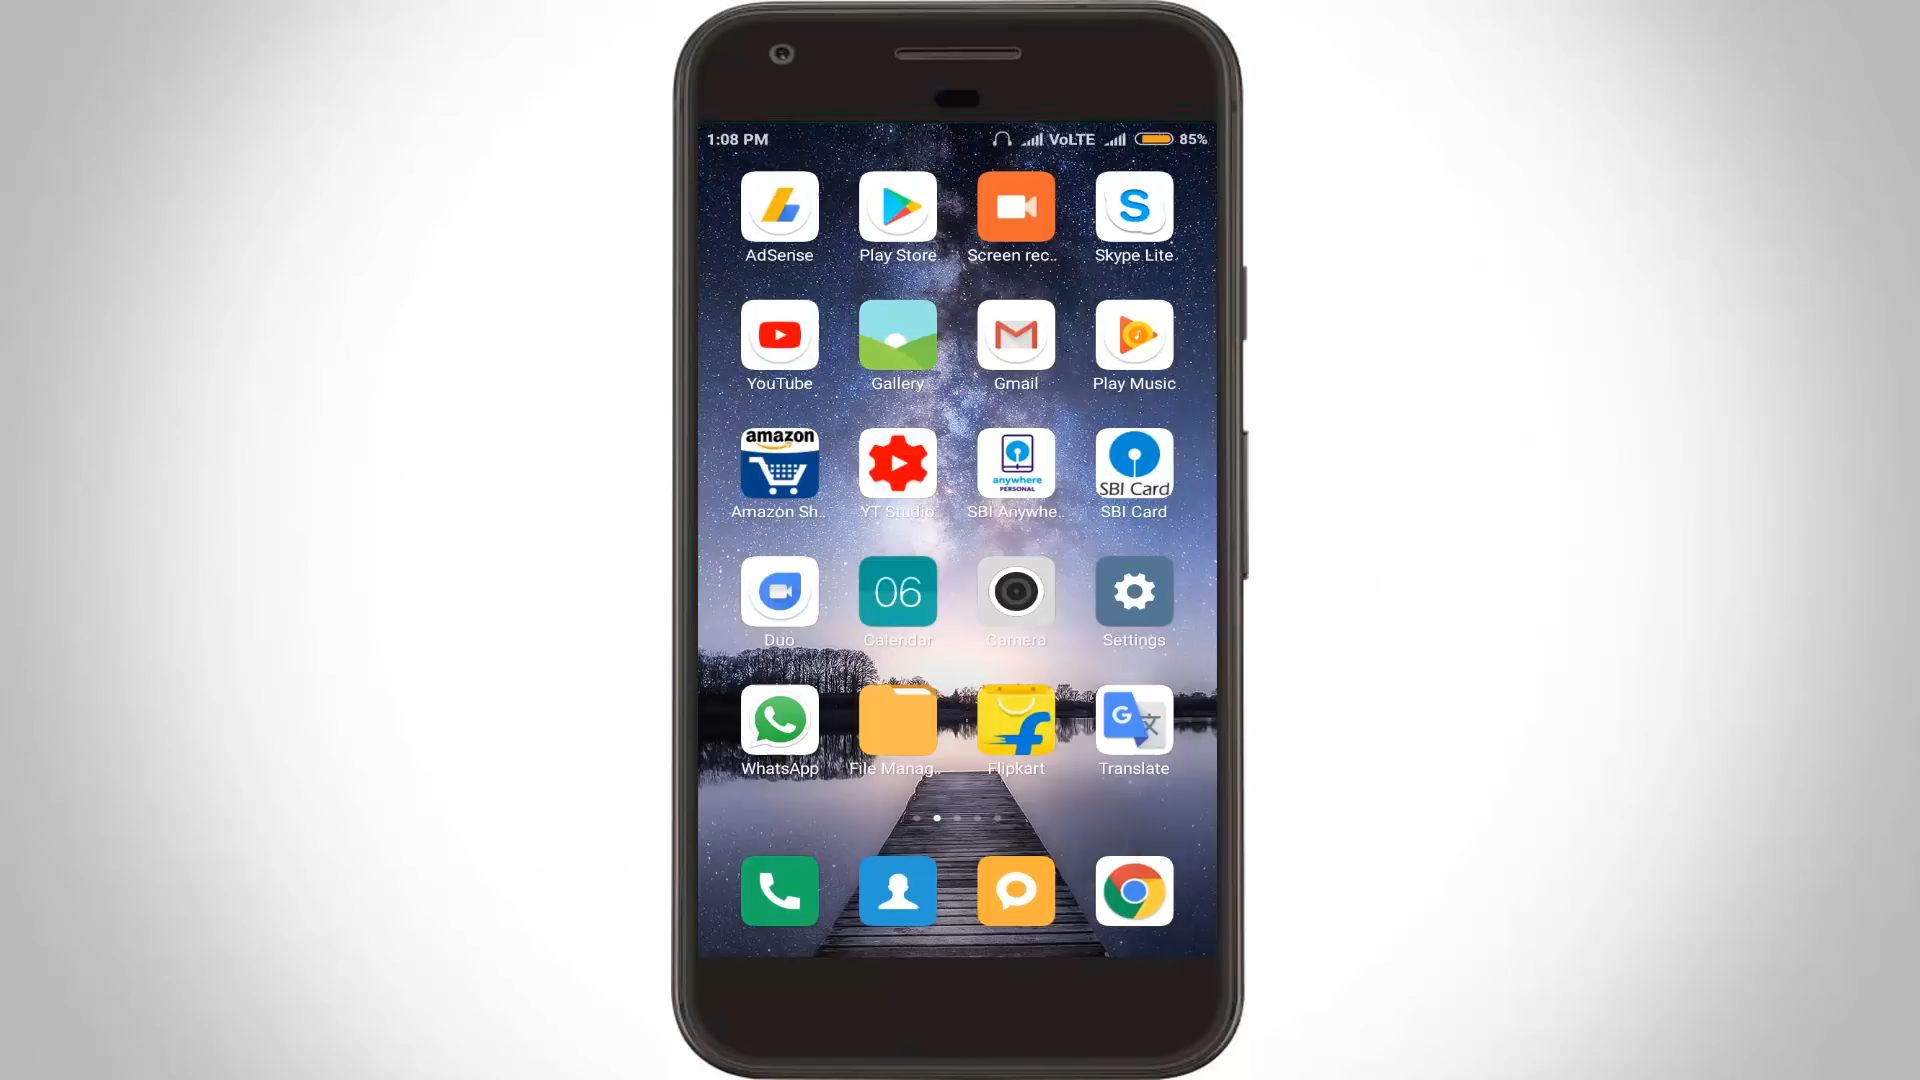 1:08 PM VoLTE 85%
AdSense Play Store Screen rec.. Skype Lite
YouTube Gallery Gmail Play Music
amazon anywhere PERSONAL SBI Card
Amazon Sh.. YT Studio SBI Anywhe.. SBI Card
06
Duo Calendar Camera Settings
G 文
WhatsApp File Manag.. Flipkart Translate